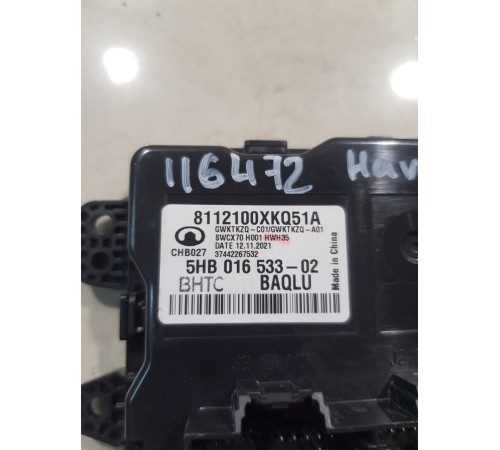 116472 Hav
8112100XKQ51A
GWKTKZQ-C01/GWKTKZQ-A01
SWCX70 H001 HWH35
DATE 12.11.2021
CHB027 37442267532
5HB 016 533-02
BHTC BAQLU
Made in China